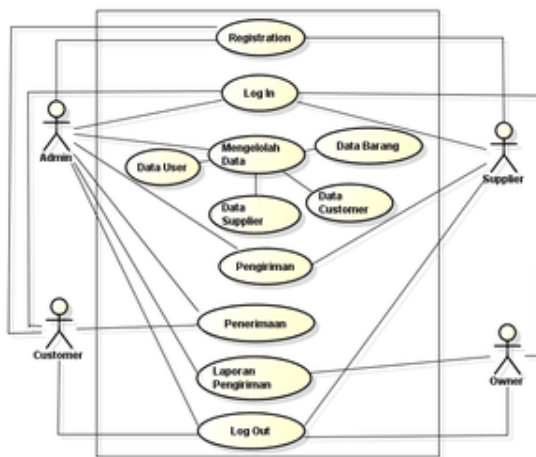 Registration
Log In
Admin
Mengelolah
Data
Data Barang
Data User
Supplier
Data
Supplier
Data
Customer
Pengiriman
Penerimaan
Customer
Laporan
Pengiriman
Owner
Log Out